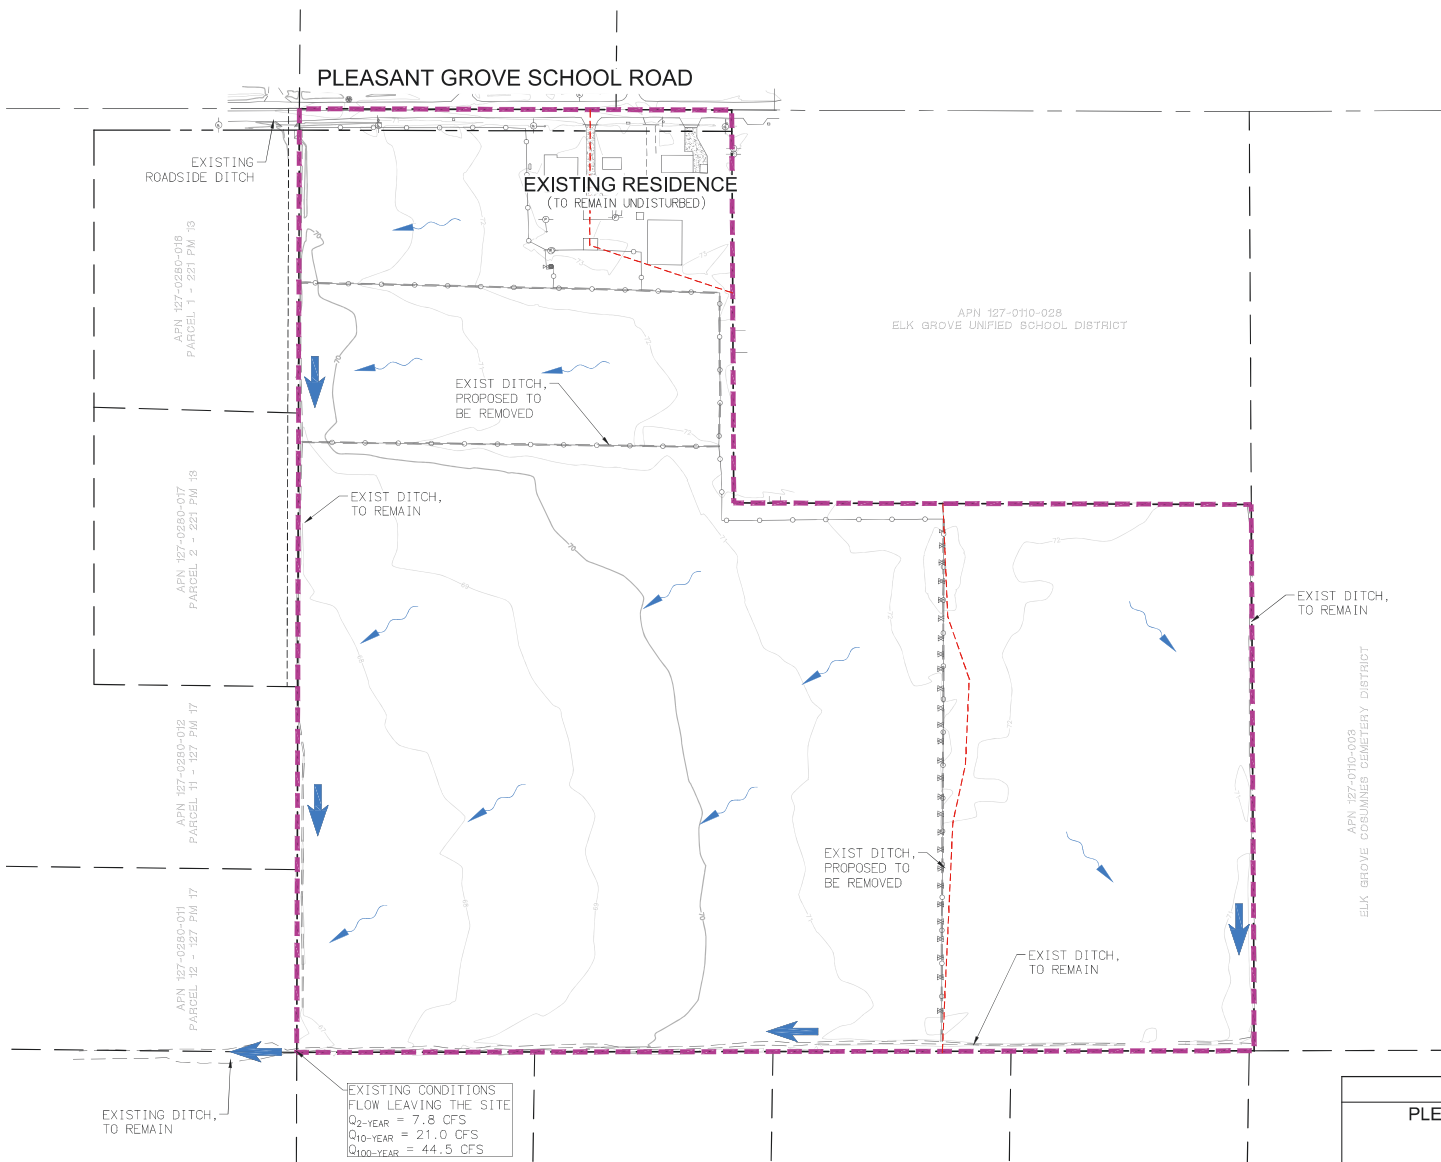 PLEASANT GROVE SCHOOL ROAD
EXISTING
ROADSIDE DITCH
EXISTING RESIDENCE
(TO REMAIN UNDISTURBED)
APN 127-0280-018
PARCEL 1 - 221 PM 13
APN 127-0110-028
ELK GROVE UNIFIED SCHOOL DISTRICT
EXIST DITCH,
PROPOSED TO
BE REMOVED
EXIST DITCH,
TO REMAIN
APN 127-0280-017
PARCEL 2 - 221 PM 13
EXIST DITCH,
TO REMAIN
APN 127-0280-012
PARCEL 11 - 127 PM 17
APN 127-0110-003
ELK GROVE COSUMNES CEMETERY DISTRICT
EXIST DITCH,
PROPOSED TO
BE REMOVED
APN 127-0280-011
PARCEL 12 - 127 PM 17
EXIST DITCH,
TO REMAIN
EXISTING DITCH,
TO REMAIN
EXISTING CONDITIONS
FLOW LEAVING THE SITE
Q2-YEAR = 7.8 CFS
Q10-YEAR = 21.0 CFS
Q100-YEAR = 44.5 CFS
PLE
70
70
70
70